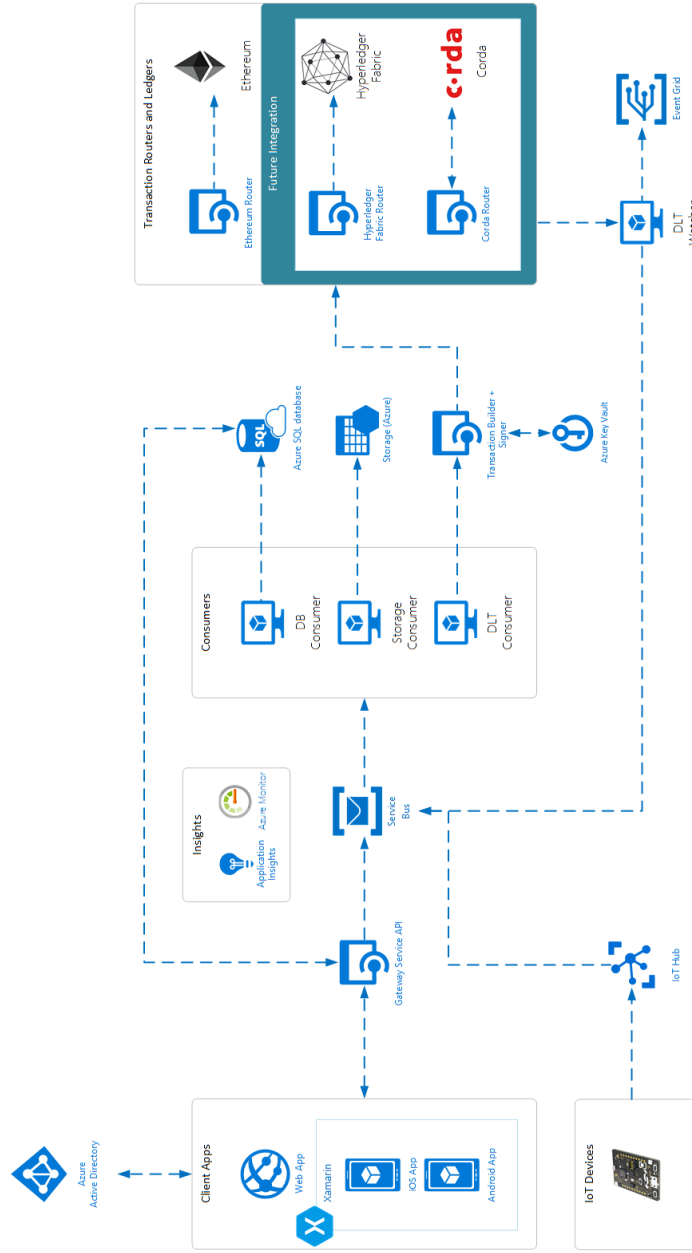 Azure
Active Directory
Client Apps
Web App
Xamarin
iOS App
Android App
IoT Devices
IoT Hub
Gateway Service API
Insights
Application
Insights
Azure Monitor
Service
Bus
Consumers
DB
Consumer
Storage
Consumer
DLT
Consumer
SQL
Azure SQL database
Storage (Azure)
Transaction Builder +
Signer
Azure Key Vault
Transaction Routers and Ledgers
Ethereum Router
Ethereum
Future Integration
Hyperledger
Fabric Router
Hyperledger
Fabric
Corda Router
c·rda
Corda
DLT
Event Grid